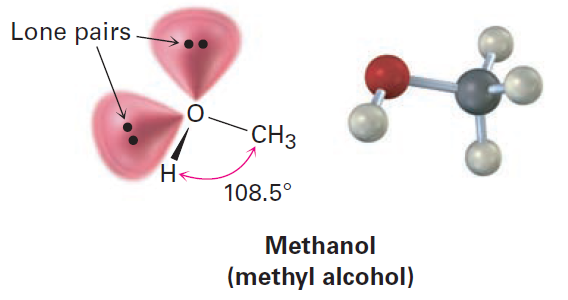 Lone pairs
O
CH3
H
108.5°
Methanol
(methyl alcohol)